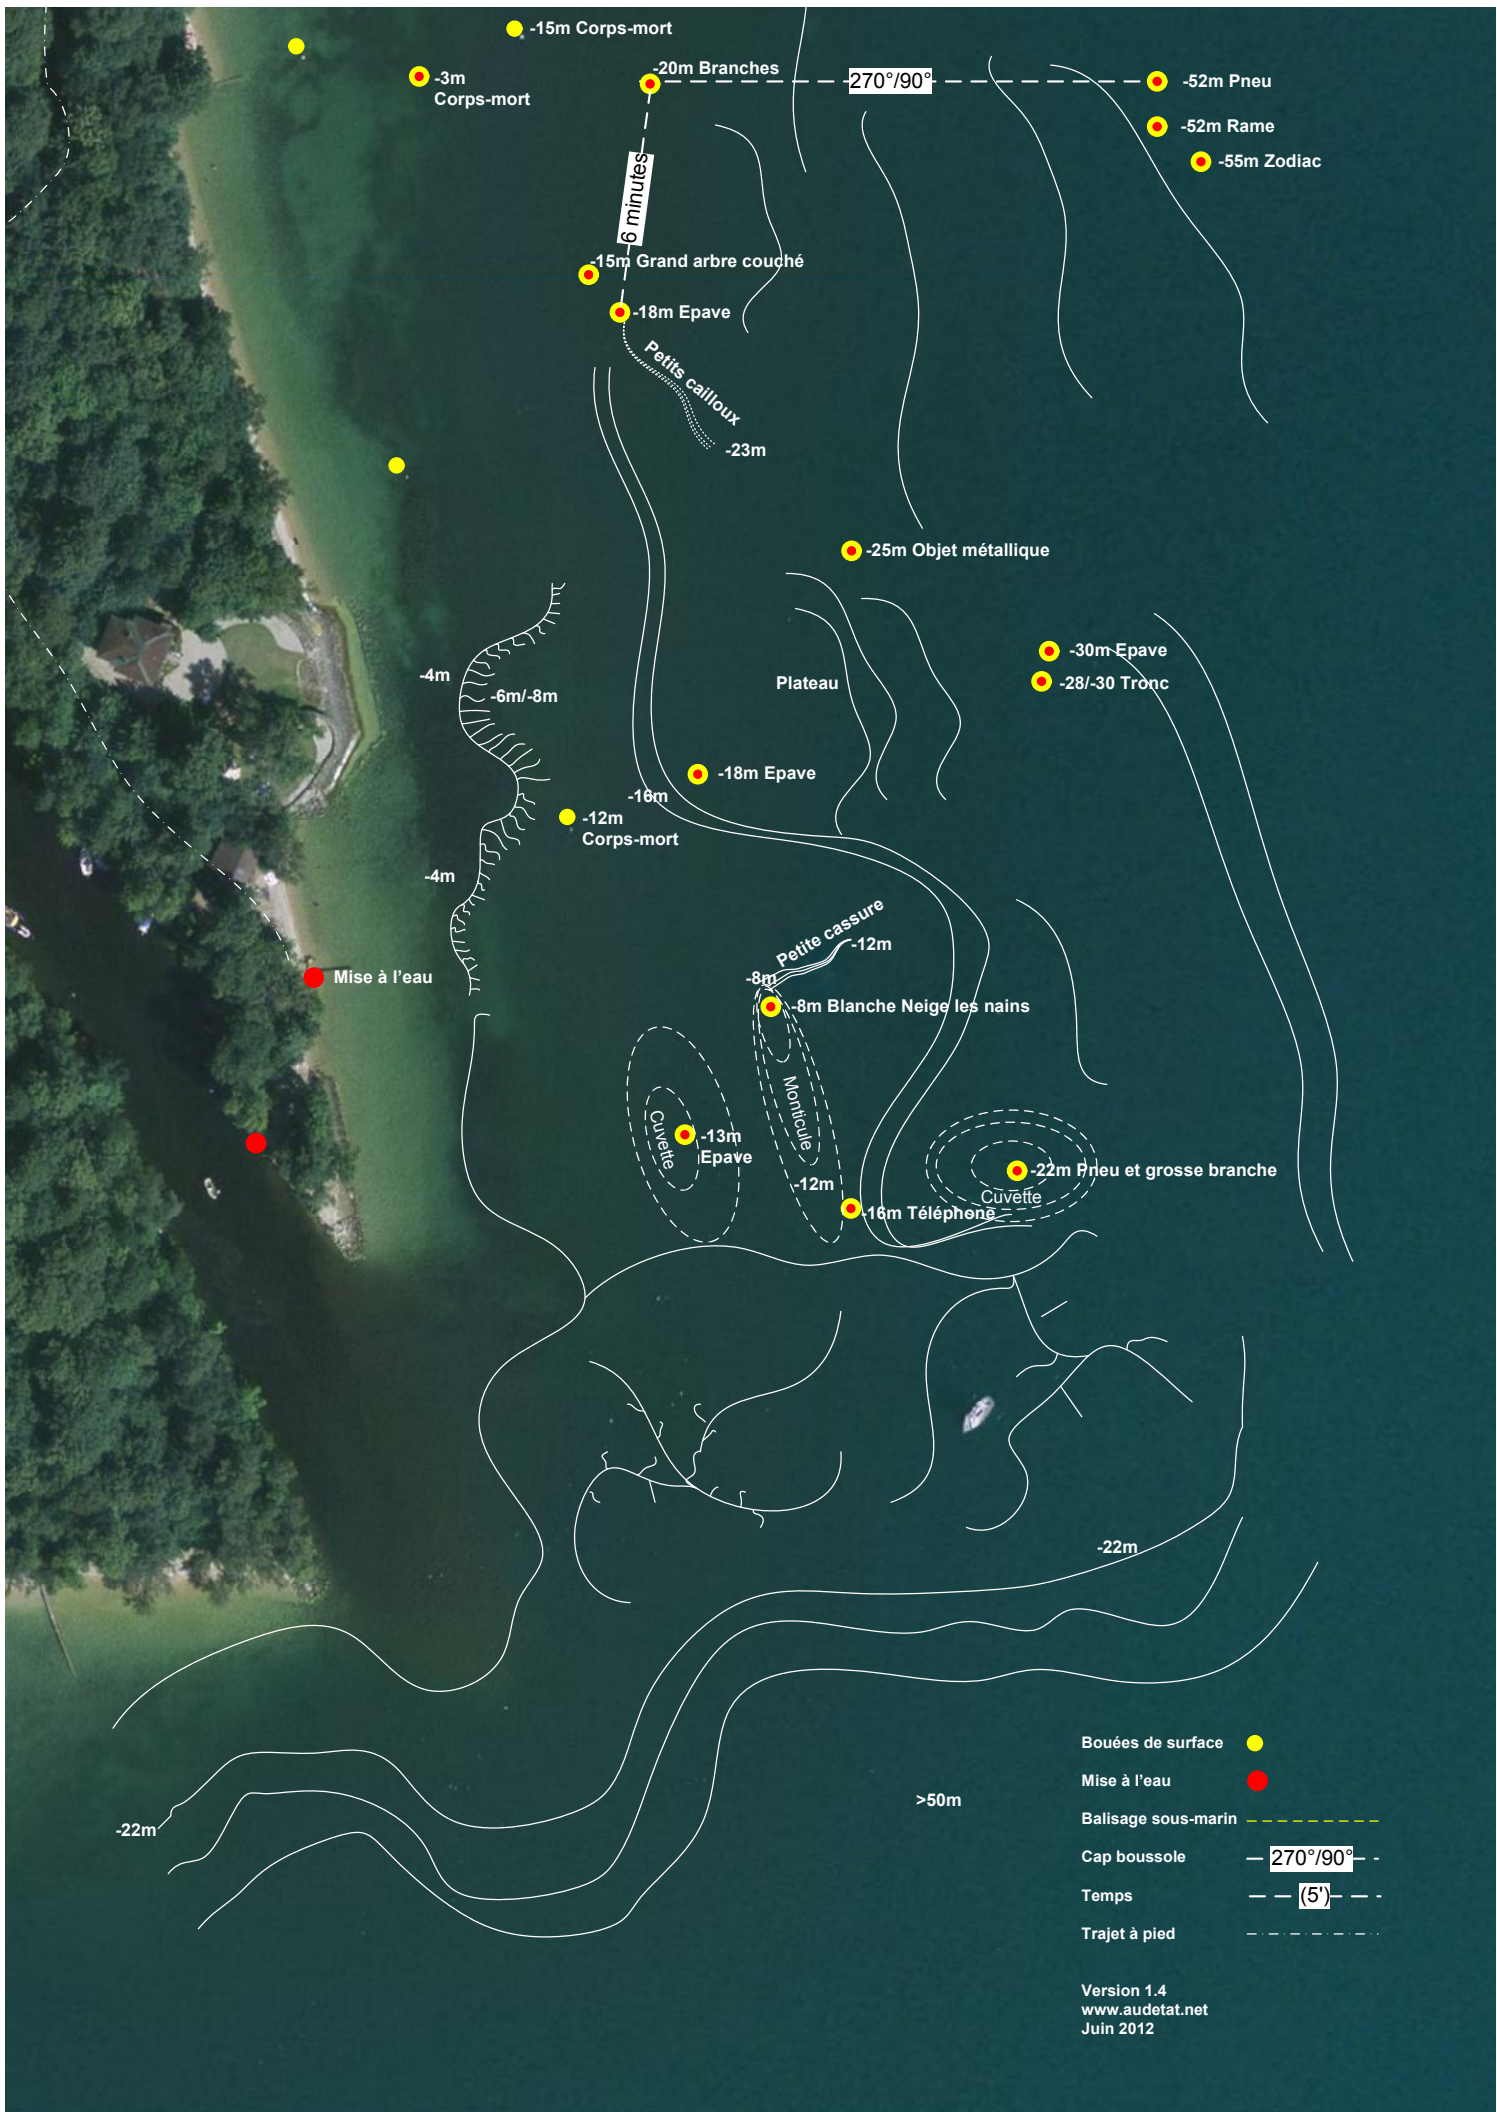 -15m Corps-mort
-3m
Corps-mort
-20m Branches
270°/90°
-52m Pneu
-52m Rame
-55m Zodiac
6 minutes
-15m Grand arbre couché
-18m Epave
Petits cailloux
-23m
-25m Objet métallique
-30m Epave
-28/-30 Tronc
-4m
-6m/-8m
Plateau
-18m Epave
-16m
-12m
Corps-mort
-4m
Petite cassure
-12m
Mise à l'eau
-8m
-8m Blanche Neige les nains
Monticule
Cuvette
-13m
Epave
-12m
-22m Pneu et grosse branche
Cuvette
-16m Téléphone
-22m
-22m
>50m
Bouées de surface
Mise à l'eau
Balisage sous-marin
Cap boussole
270°/90°
Temps
(5')
Trajet à pied
Version 1.4
www.audetat.net
Juin 2012